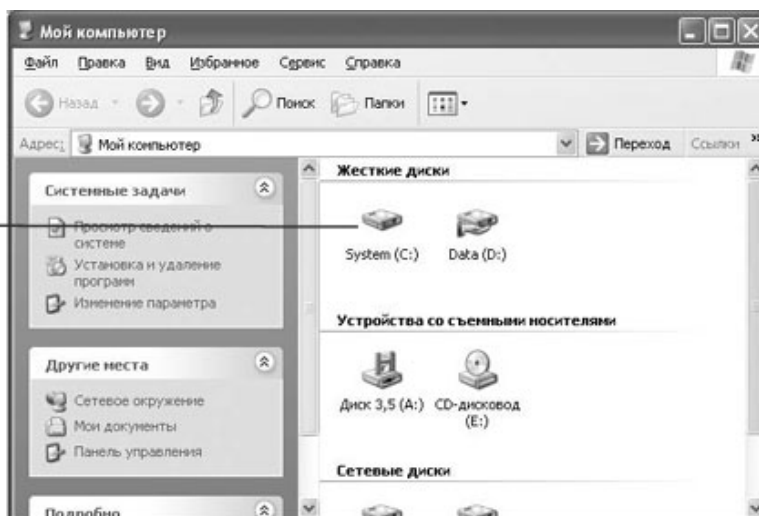 Мой компьютер
Файл Правка Вид Избранное Сервис Справка
Назад Поиск Папки
Адрес: Мой компьютер Переход Ссылки »
Системные задачи
Просмотр сведений о
системе
Установка и удаление
программ
Изменение параметра
Другие места
Сетевое окружение
Мои документы
Панель управления
Подробно
Жесткие диски
System (C:) Data (D:)
Устройства со съемными носителями
Диск 3,5 (A:) CD-дисковод
(E:)
Сетевые диски